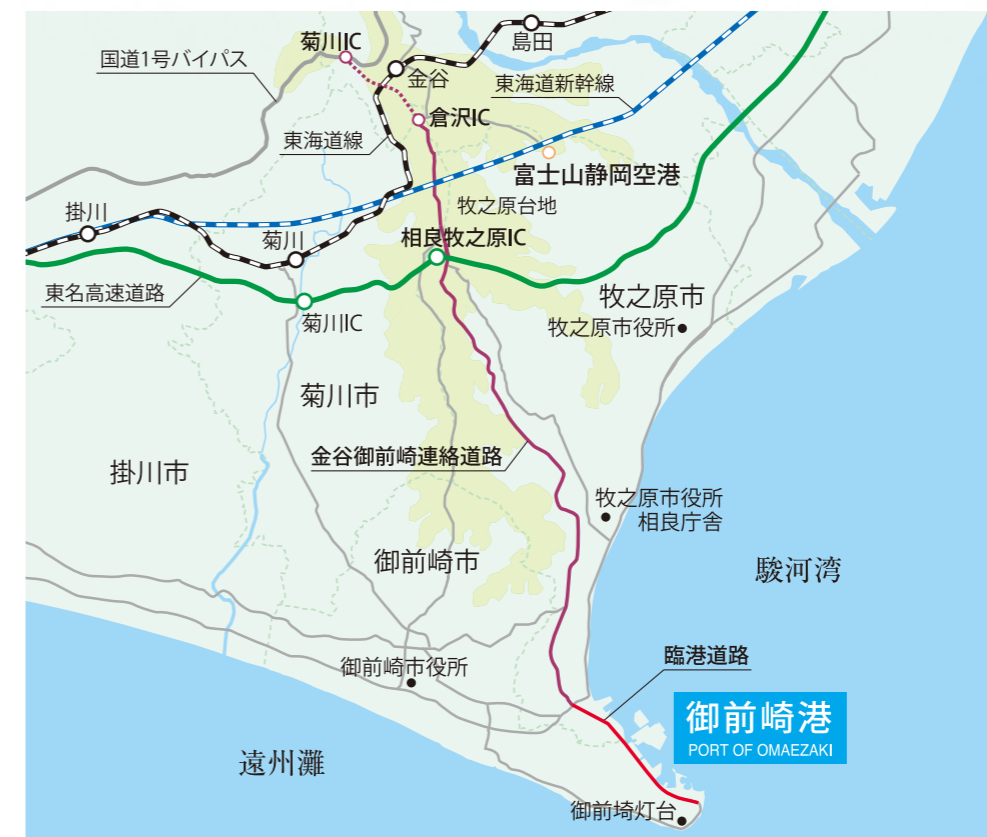 菊川IC
島田
国道1号バイパス
金谷
東海道新幹線
倉沢IC
東海道線
富士山静岡空港
牧之原台地
掛川
菊川
相良牧之原IC
東名高速道路
牧之原市
菊川IC
牧之原市役所
菊川市
金谷御前崎連絡道路
掛川市
牧之原市役所
相良庁舎
御前崎市
駿河湾
御前崎市役所
臨港道路
御前崎港
PORT OF OMAEZAKI
遠州灘
御前埼灯台